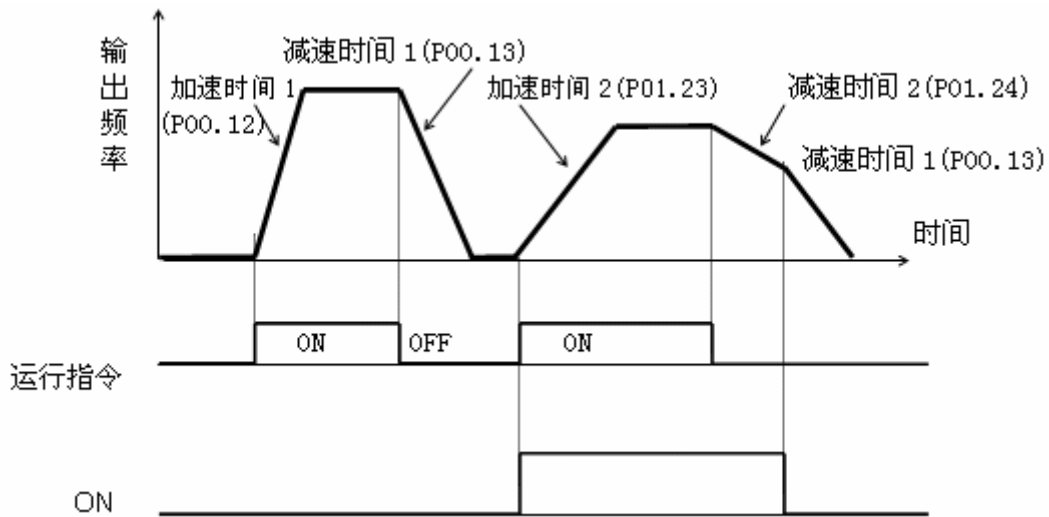 输出频率
减速时间 1(P00.13)
加速时间 1
(P00.12)
加速时间 2(P01.23)
减速时间 2(P01.24)
减速时间 1(P00.13)
时间
ON
OFF
ON
运行指令
ON